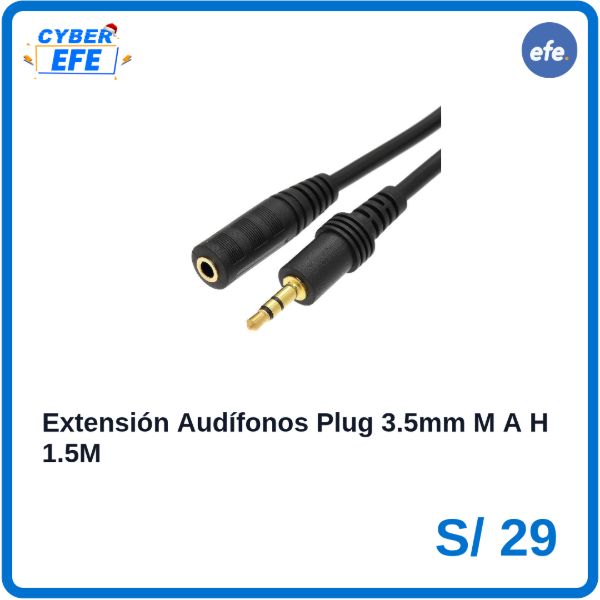 CYBER
EFE
efe.
Extensión Audífonos Plug 3.5mm M A H
1.5M
S/ 29